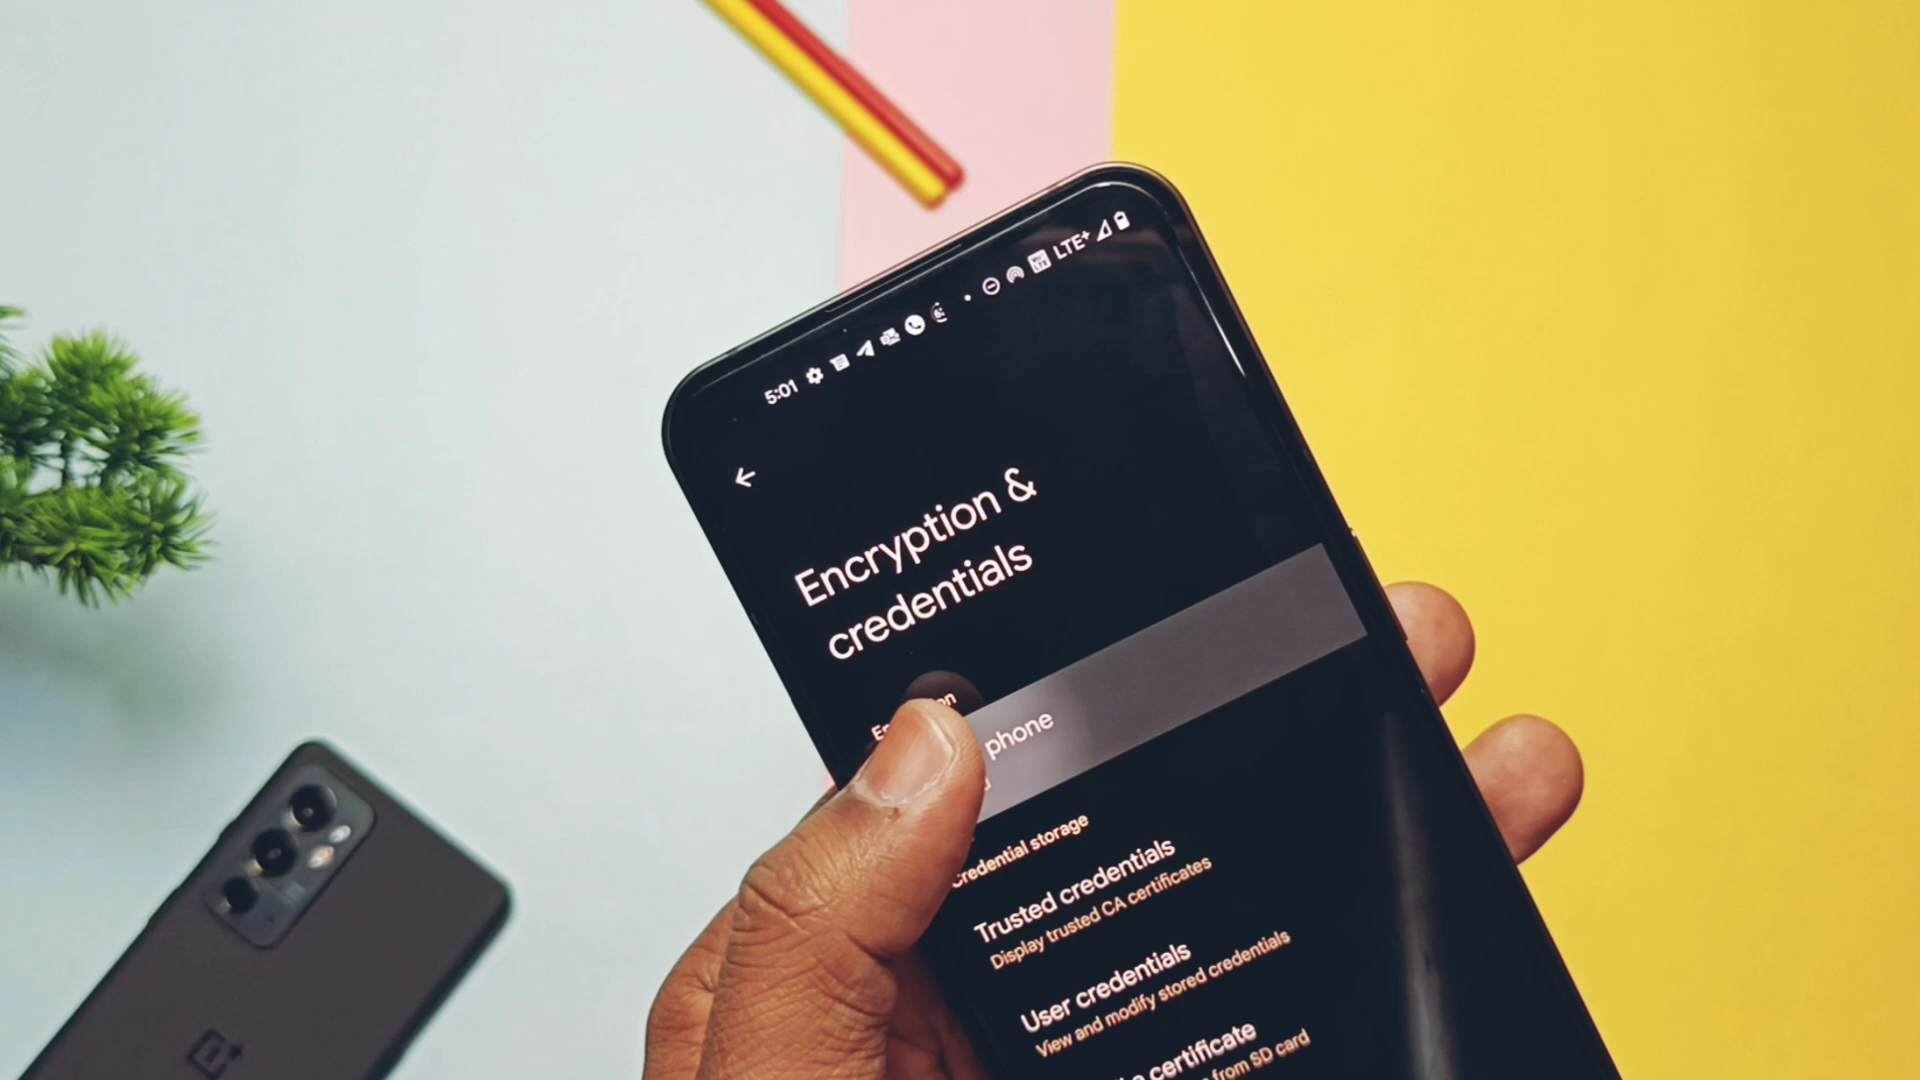 5:01 LTE+
Encryption &
credentials
phone
Credential storage
Trusted credentials
Display trusted CA certificates
User credentials
View and modify stored credentials
certificate
from SD card